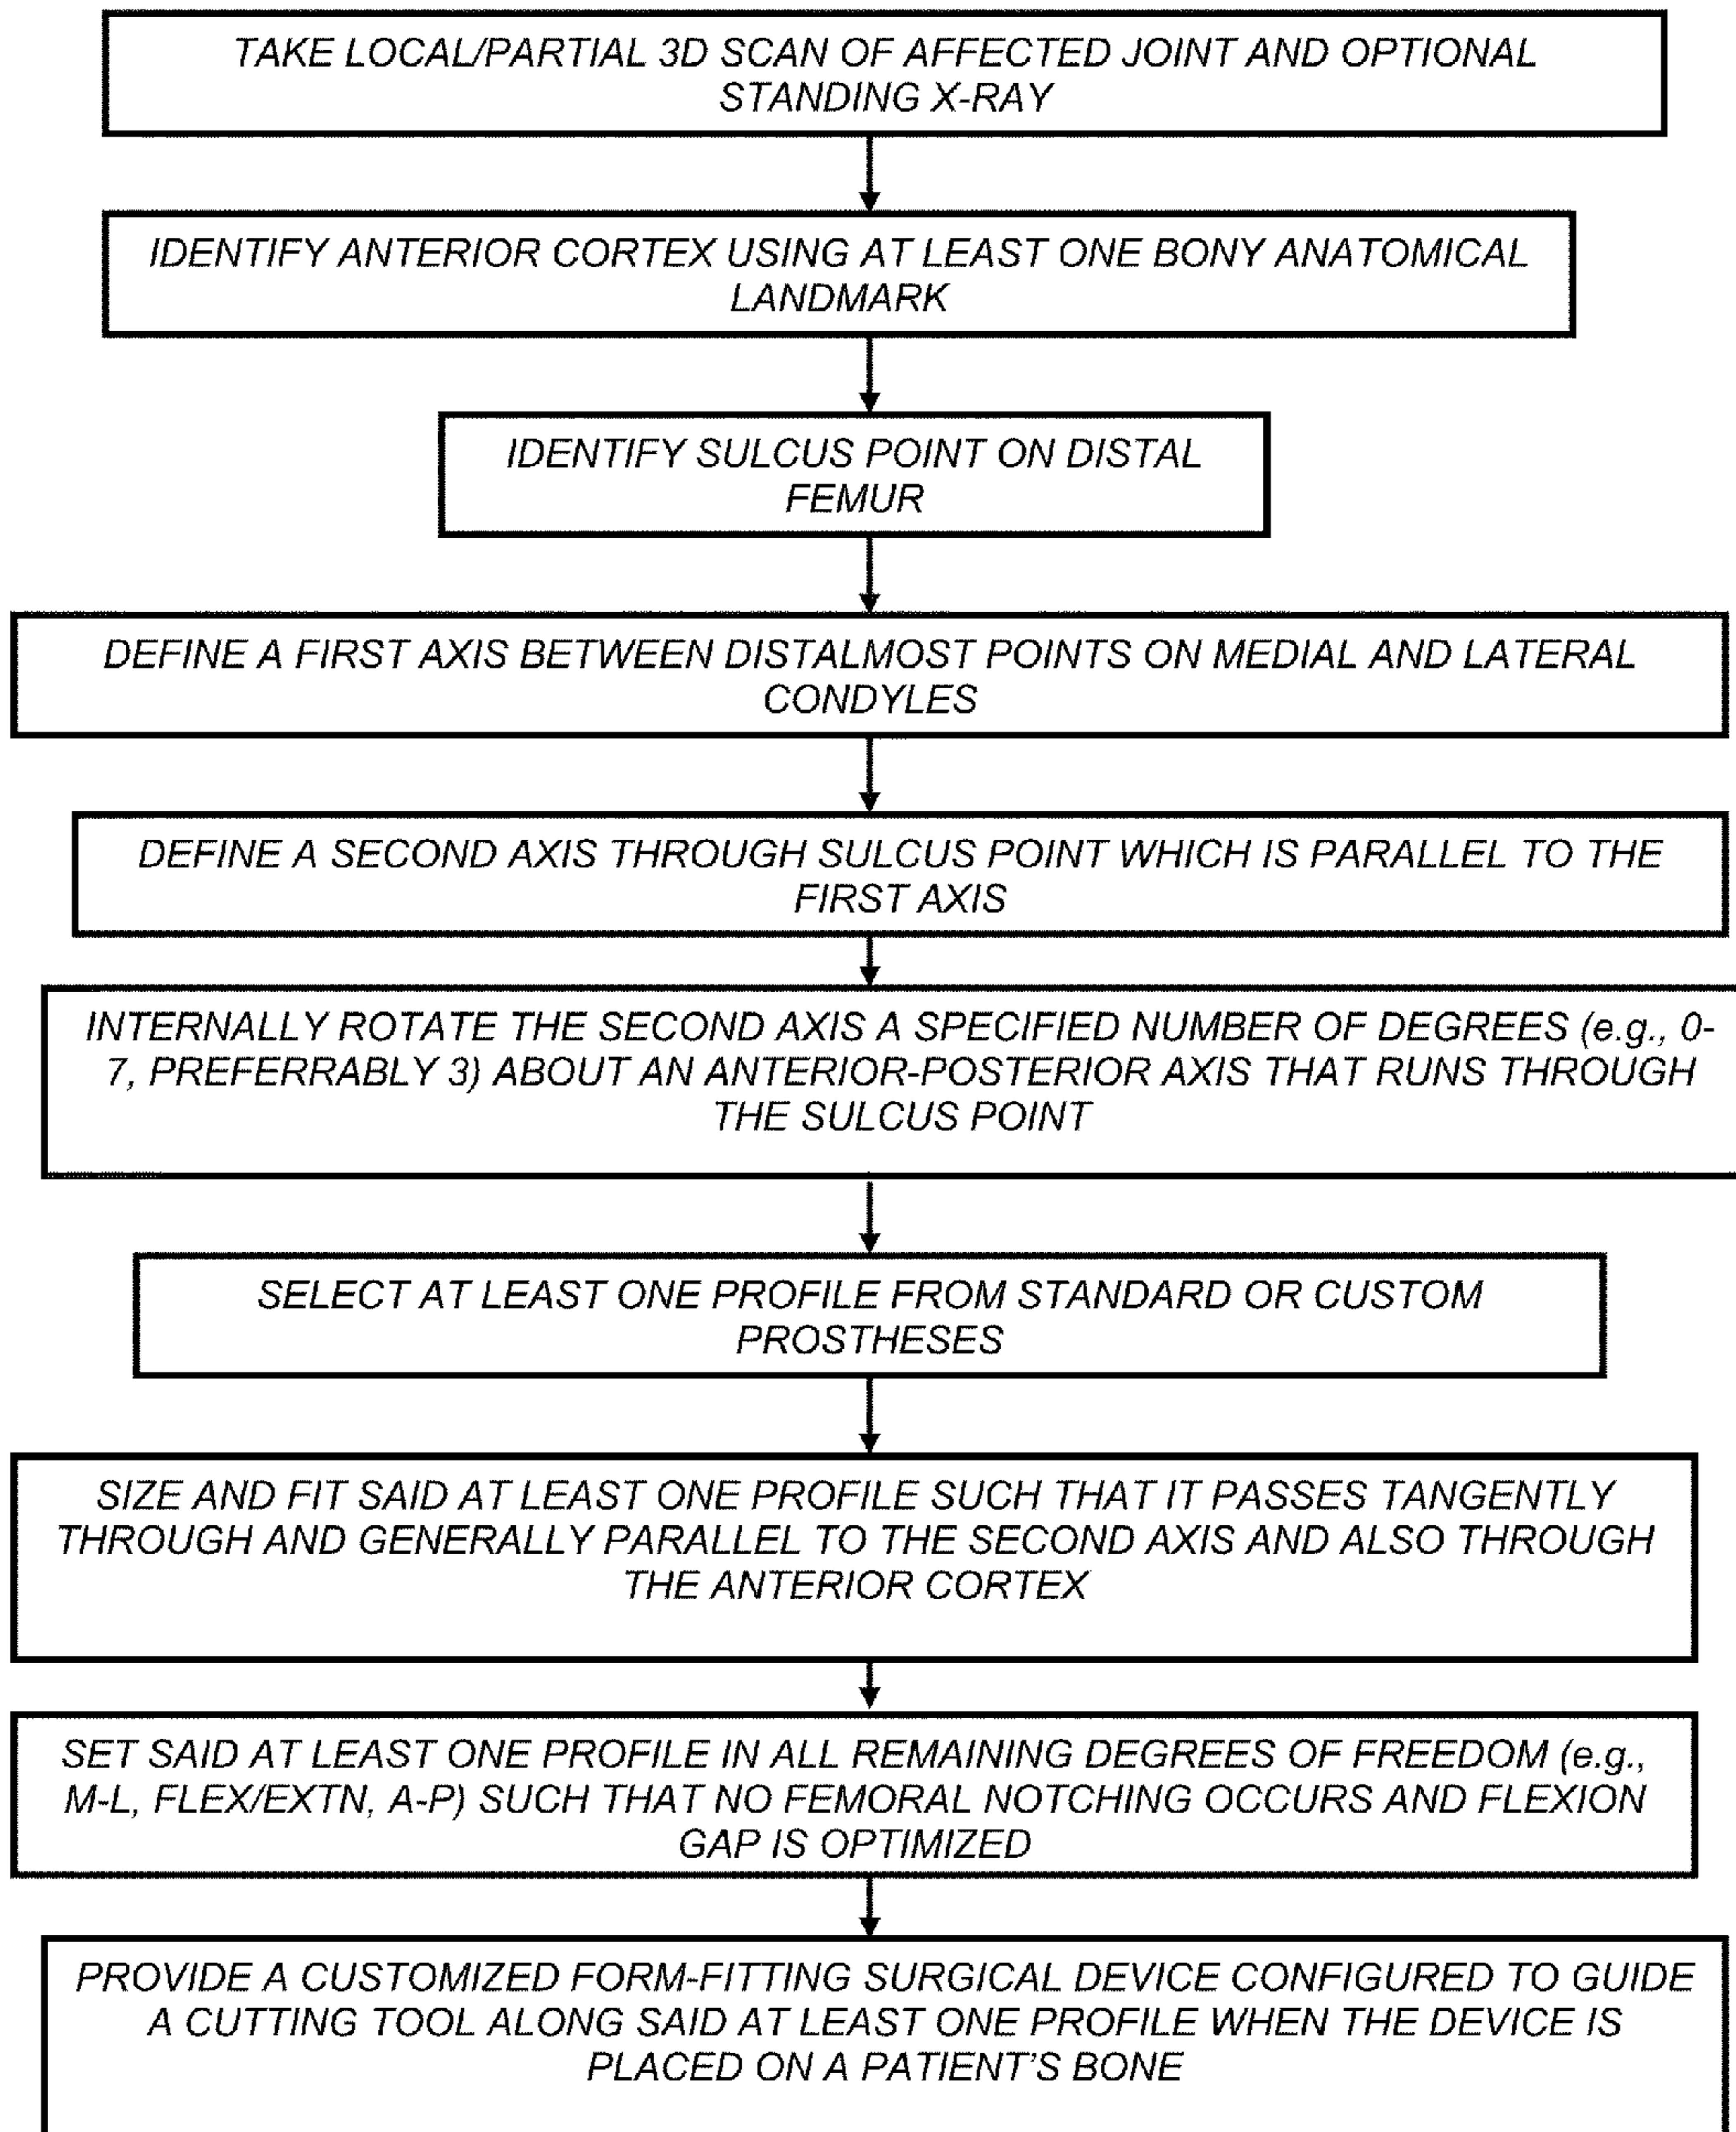 TAKE LOCAL/PARTIAL 3D SCAN OF AFFECTED JOINT AND OPTIONAL
STANDING X-RAY
IDENTIFY ANTERIOR CORTEX USING AT LEAST ONE BONY ANATOMICAL
LANDMARK
IDENTIFY SULCUS POINT ON DISTAL
FEMUR
DEFINE A FIRST AXIS BETWEEN DISTALMOST POINTS ON MEDIAL AND LATERAL
CONDYLES
DEFINE A SECOND AXIS THROUGH SULCUS POINT WHICH IS PARALLEL TO THE
FIRST AXIS
INTERNALLY ROTATE THE SECOND AXIS A SPECIFIED NUMBER OF DEGREES (e.g., 0-
7, PREFERRABLY 3) ABOUT AN ANTERIOR-POSTERIOR AXIS THAT RUNS THROUGH
THE SULCUS POINT
SELECT AT LEAST ONE PROFILE FROM STANDARD OR CUSTOM
PROSTHESES
SIZE AND FIT SAID AT LEAST ONE PROFILE SUCH THAT IT PASSES TANGENTLY
THROUGH AND GENERALLY PARALLEL TO THE SECOND AXIS AND ALSO THROUGH
THE ANTERIOR CORTEX
SET SAID AT LEAST ONE PROFILE IN ALL REMAINING DEGREES OF FREEDOM (e.g.,
M-L, FLEX/EXTN, A-P) SUCH THAT NO FEMORAL NOTCHING OCCURS AND FLEXION
GAP IS OPTIMIZED
PROVIDE A CUSTOMIZED FORM-FITTING SURGICAL DEVICE CONFIGURED TO GUIDE
A CUTTING TOOL ALONG SAID AT LEAST ONE PROFILE WHEN THE DEVICE IS
PLACED ON A PATIENT'S BONE